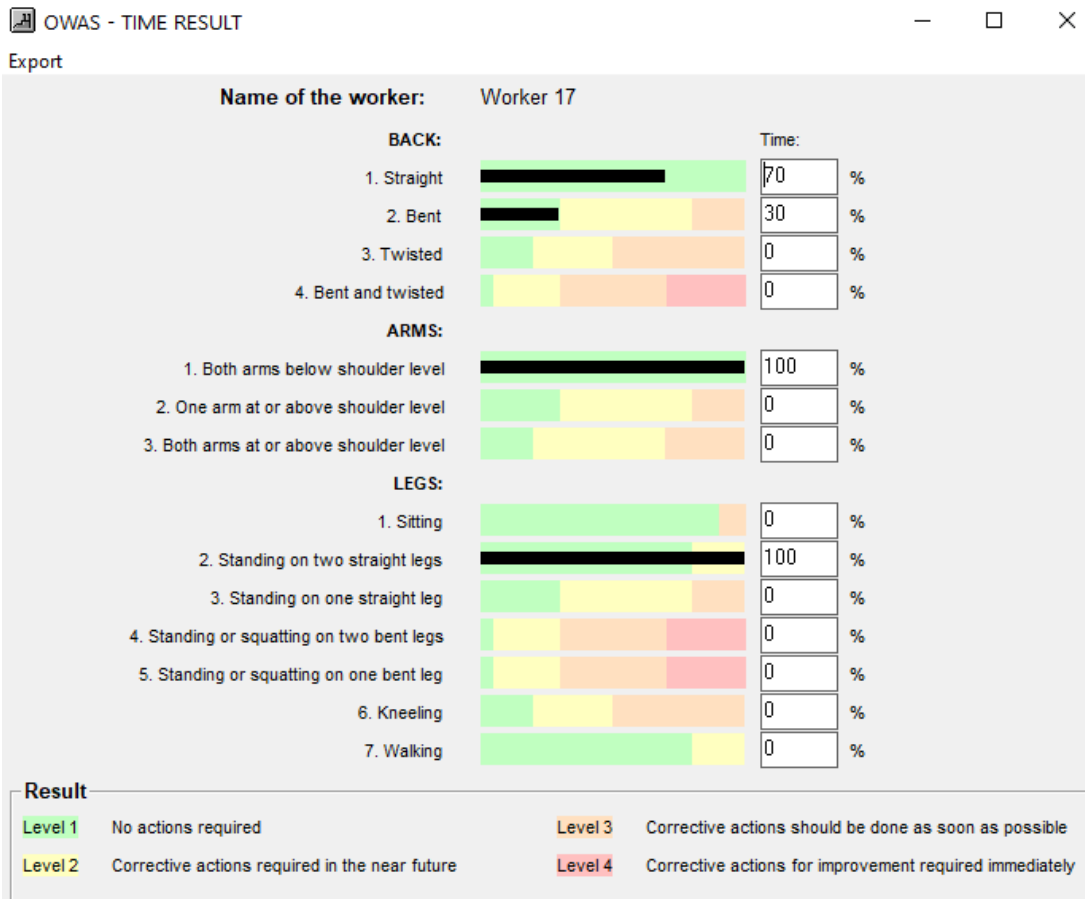 OWAS - TIME RESULT
Export
Name of the worker: Worker 17
BACK: Time:
1. Straight 70 %
2. Bent 30 %
3. Twisted 0 %
4. Bent and twisted 0 %
ARMS:
1. Both arms below shoulder level 100 %
2. One arm at or above shoulder level 0 %
3. Both arms at or above shoulder level 0 %
LEGS:
1. Sitting 0 %
2. Standing on two straight legs 100 %
3. Standing on one straight leg 0 %
4. Standing or squatting on two bent legs 0 %
5. Standing or squatting on one bent leg 0 %
6. Kneeling 0 %
7. Walking 0 %
Result
Level 1 No actions required Level 3 Corrective actions should be done as soon as possible
Level 2 Corrective actions required in the near future Level 4 Corrective actions for improvement required immediately